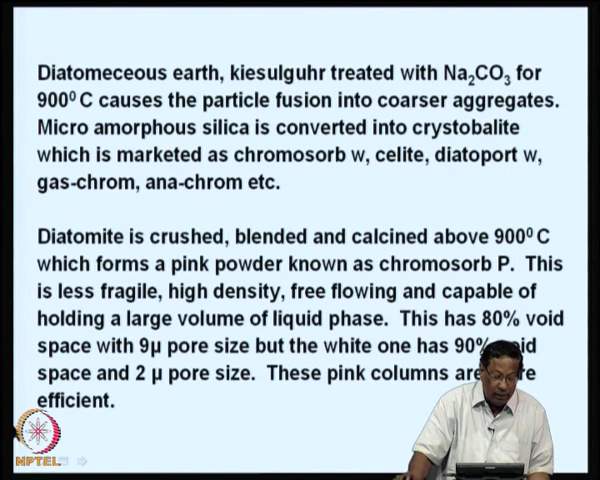 Diatomeceous earth, kiesulguhr treated with Na₂CO₃ for
900⁰ C causes the particle fusion into coarser aggregates.
Micro amorphous silica is converted into crystobalite
which is marketed as chromosorb w, celite, diatoport w,
gas-chrom, ana-chrom etc.
Diatomite is crushed, blended and calcined above 900⁰ C
which forms a pink powder known as chromosorb P. This
is less fragile, high density, free flowing and capable of
holding a large volume of liquid phase. This has 80% void
space with 9µ pore size but the white one has 90%
space and 2 µ pore size. These pink columns are
efficient.
NPTEL